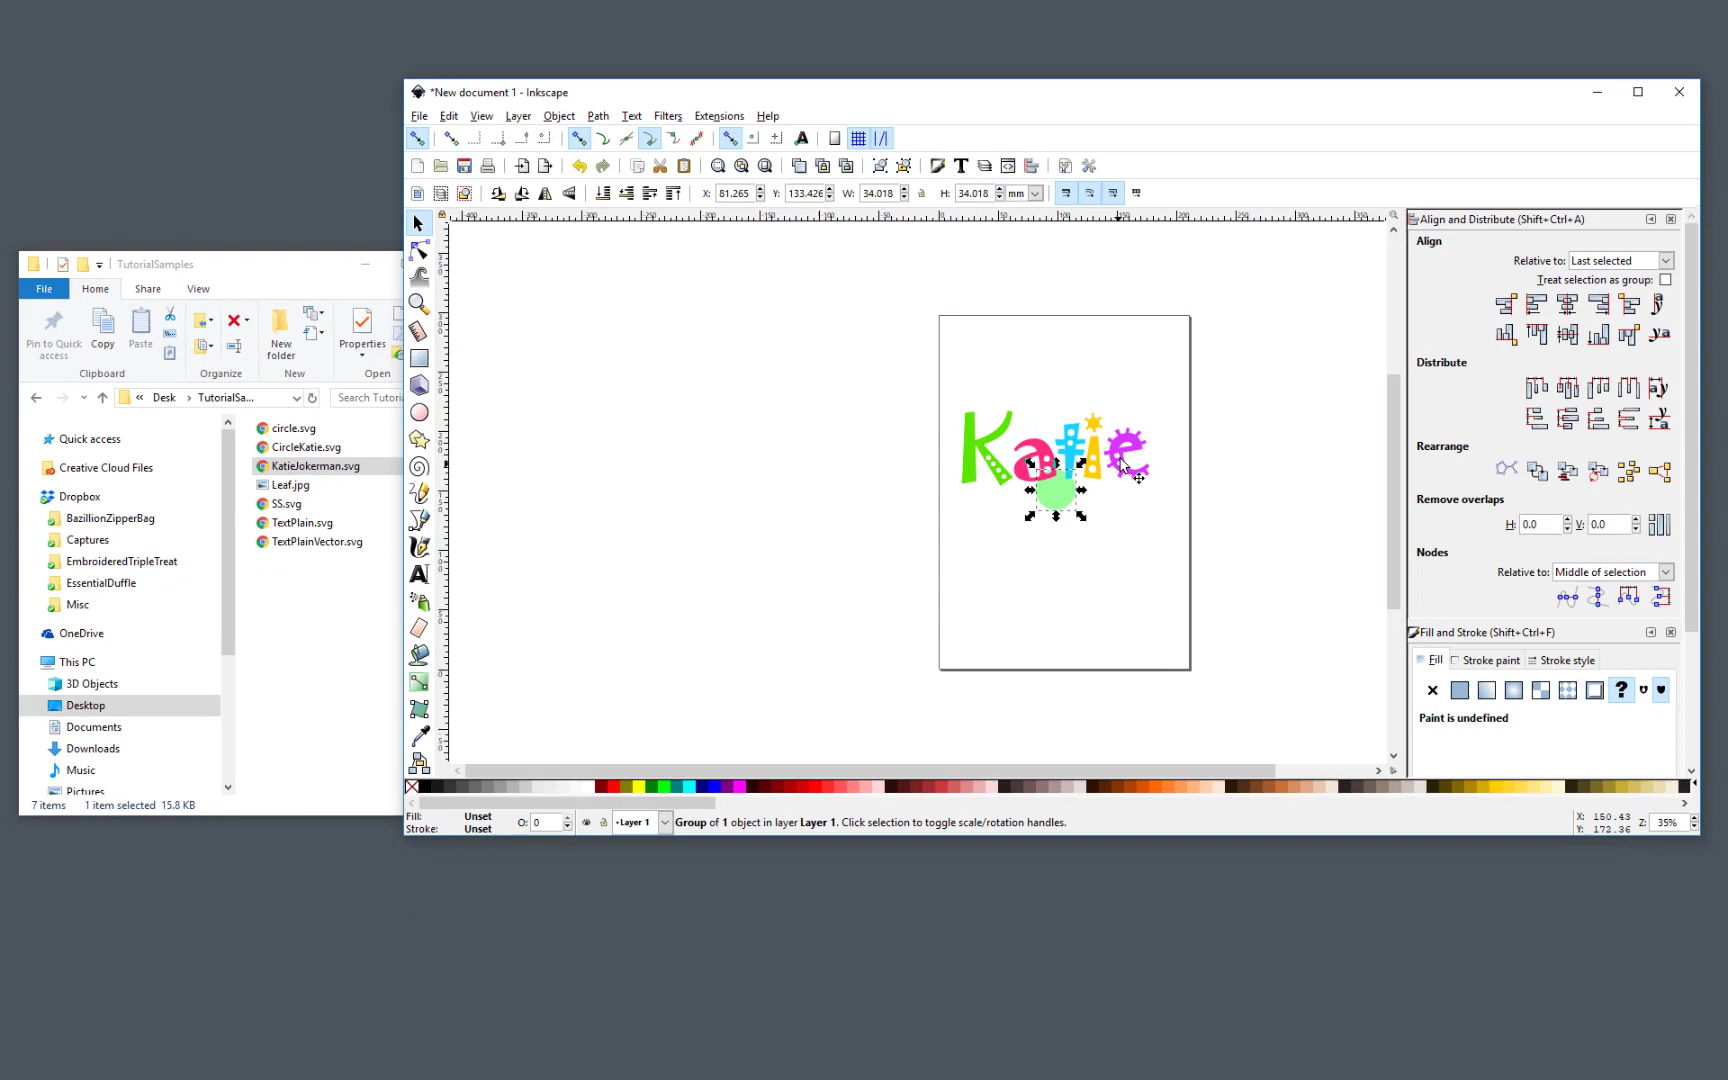 *New document 1 - Inkscape
File Edit View Layer Object Path Text Filters Extensions Help
X: 81.265 Y: 133.426 W: 34.018 H: 34.018 mm
Align and Distribute (Shift+Ctrl+A)
Align
Relative to: Last selected
Treat selection as group:
Distribute
Rearrange
Remove overlaps
H: 0.0 V: 0.0
Nodes
Relative to: Middle of selection
Fill and Stroke (Shift+Ctrl+F)
Fill Stroke paint Stroke style
Paint is undefined
Katie
Fill: Unset
Stroke: Unset
O: 0
Layer 1
Group of 1 object in layer Layer 1. Click selection to toggle scale/rotation handles.
X: 150.43
Y: 172.36
Z: 35%
TutorialSamples
File Home Share View
Pin to Quick access
Copy
Paste
New folder
Properties
Clipboard Organize New Open
« Desk › TutorialSa...
Search Tutori
Quick access
Creative Cloud Files
Dropbox
BazillionZipperBag
Captures
EmbroideredTripleTreat
EssentialDuffle
Misc
OneDrive
This PC
3D Objects
Desktop
Documents
Downloads
Music
Pictures
circle.svg
CircleKatie.svg
KatieJokerman.svg
Leaf.jpg
SS.svg
TextPlain.svg
TextPlainVector.svg
7 items 1 item selected 15.8 KB